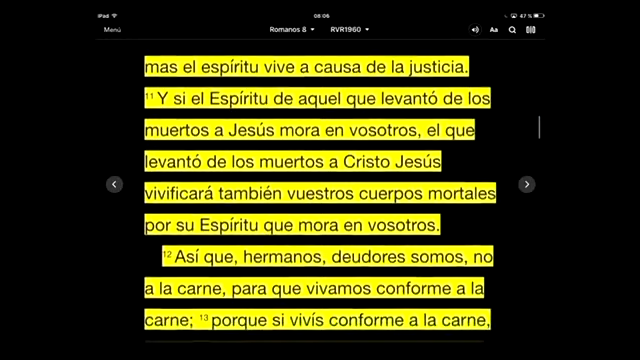 iPad
08:06
47 %
Menú
Romanos 8
RVR1960
Aa
mas el espíritu vive a causa de la justicia.
11 Y si el Espíritu de aquel que levantó de los
muertos a Jesús mora en vosotros, el que
levantó de los muertos a Cristo Jesús
vivificará también vuestros cuerpos mortales
por su Espíritu que mora en vosotros.
12 Así que, hermanos, deudores somos, no
a la carne, para que vivamos conforme a la
carne; 13 porque si vivís conforme a la carne,